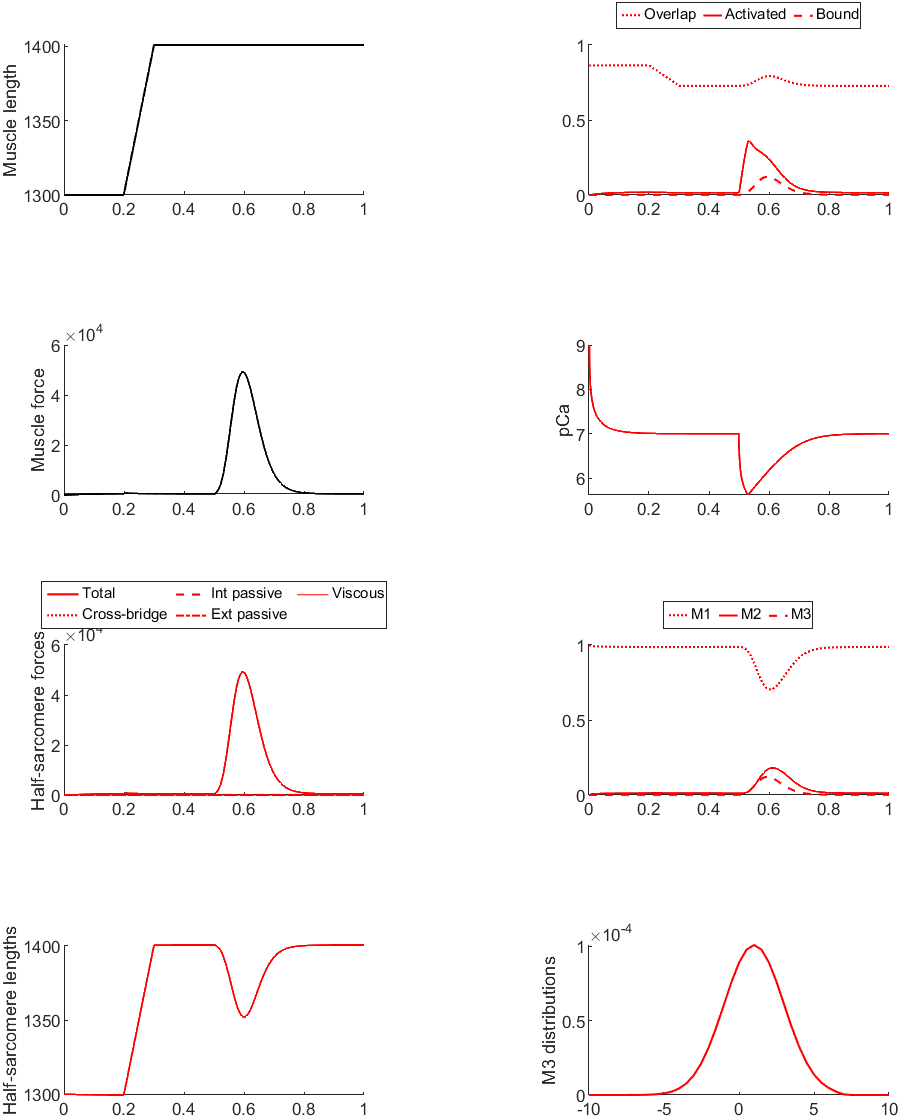 Muscle length
1400
1350
1300
0 0.2 0.4 0.6 0.8 1
Overlap Activated Bound
1
0.5
0
0 0.2 0.4 0.6 0.8 1
Muscle force
×10^4
6
4
2
0
0 0.2 0.4 0.6 0.8 1
pCa
9
8
7
6
0 0.2 0.4 0.6 0.8 1
Total Int passive Viscous
Cross-bridge Ext passive
Half-sarcomere forces
×10^4
6
4
2
0
0 0.2 0.4 0.6 0.8 1
M1 M2 M3
1
0.5
0
0 0.2 0.4 0.6 0.8 1
Half-sarcomere lengths
1400
1350
1300
0 0.2 0.4 0.6 0.8 1
M3 distributions
×10^-4
1
0.5
0
-10 -5 0 5 10